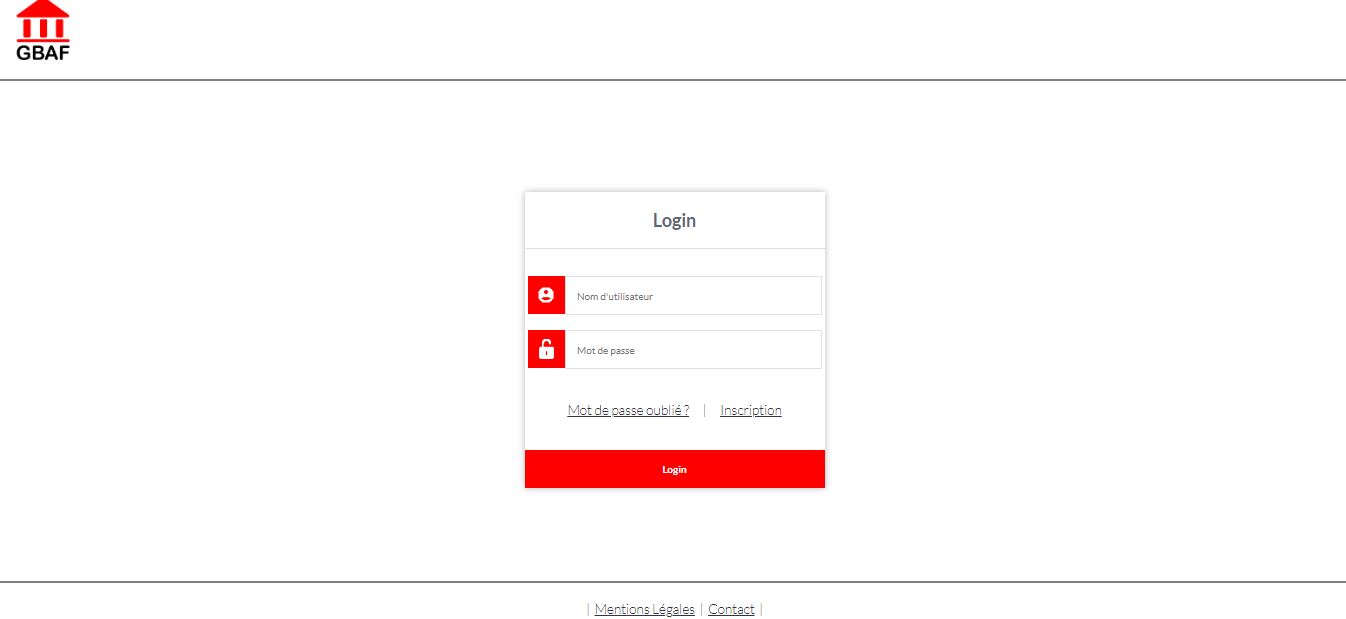 GBAF
Login
Nom d'utilisateur
Mot de passe
Mot de passe oublié ? | Inscription
Login
| Mentions Légales | Contact |